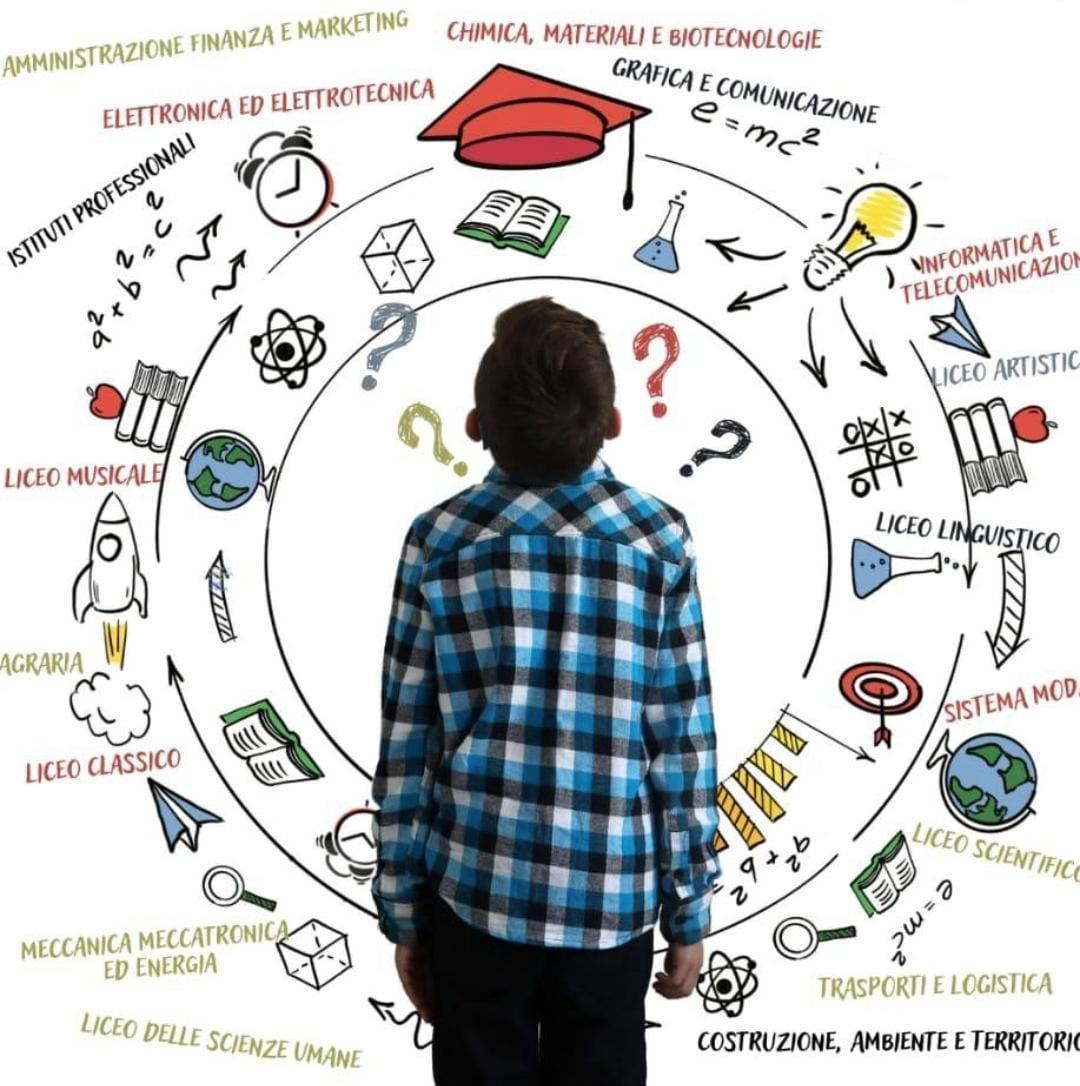 AMMINISTRAZIONE FINANZA E MARKETING
CHIMICA, MATERIALI E BIOTECNOLOGIE
GRAFICA E COMUNICAZIONE
ELETTRONICA ED ELETTROTECNICA
e=mc²
ISTITUTI PROFESSIONALI
a²+b²=c²
INFORMATICA E
TELECOMUNICAZION
LICEO ARTISTIC
LICEO MUSICALE
LICEO LINGUISTICO
AGRARIA
SISTEMA MODA
LICEO CLASSICO
LICEO SCIENTIFICO
a²+b²=
e=mc²
MECCANICA MECCATRONICA
ED ENERGIA
TRASPORTI E LOGISTICA
LICEO DELLE SCIENZE UMANE
COSTRUZIONE, AMBIENTE E TERRITORIO